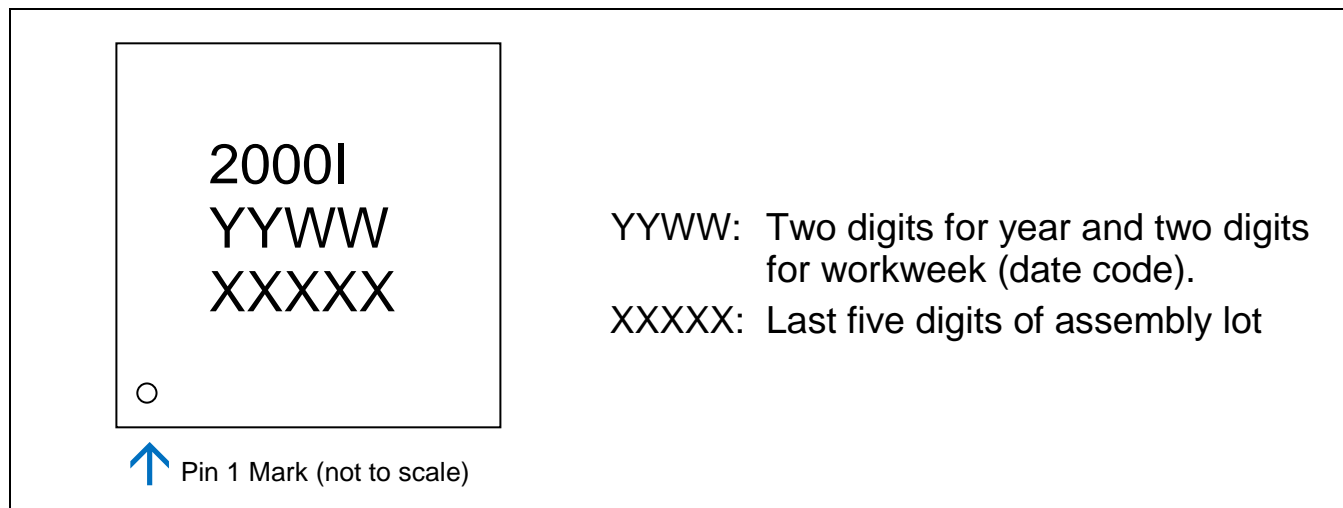 2000I
YYWW
XXXXX
YYWW: Two digits for year and two digits
for workweek (date code).
XXXXX: Last five digits of assembly lot
Pin 1 Mark (not to scale)